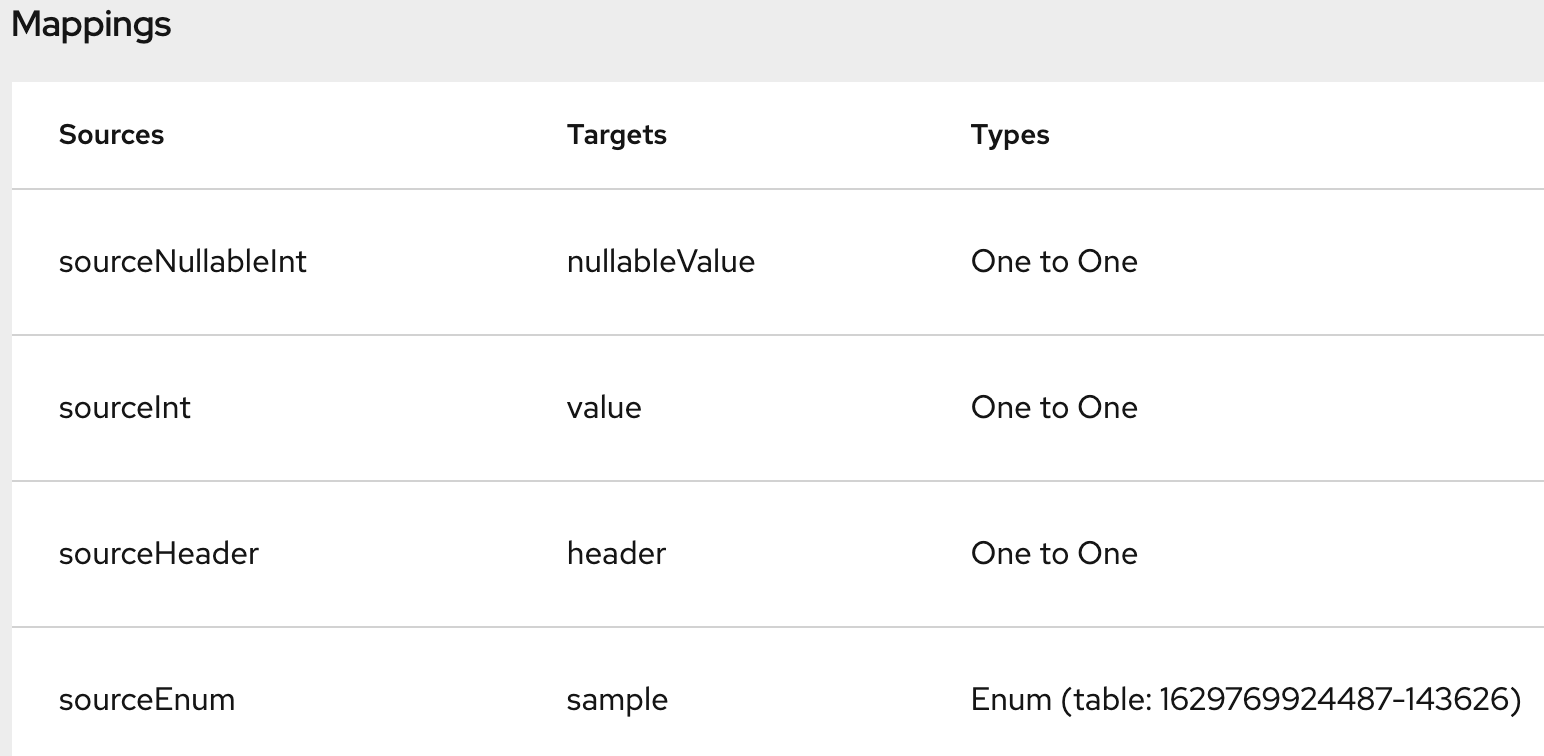 Mappings
Sources Targets Types
sourceNullableInt nullableValue One to One
sourceInt value One to One
sourceHeader header One to One
sourceEnum sample Enum (table: 1629769924487-143626)